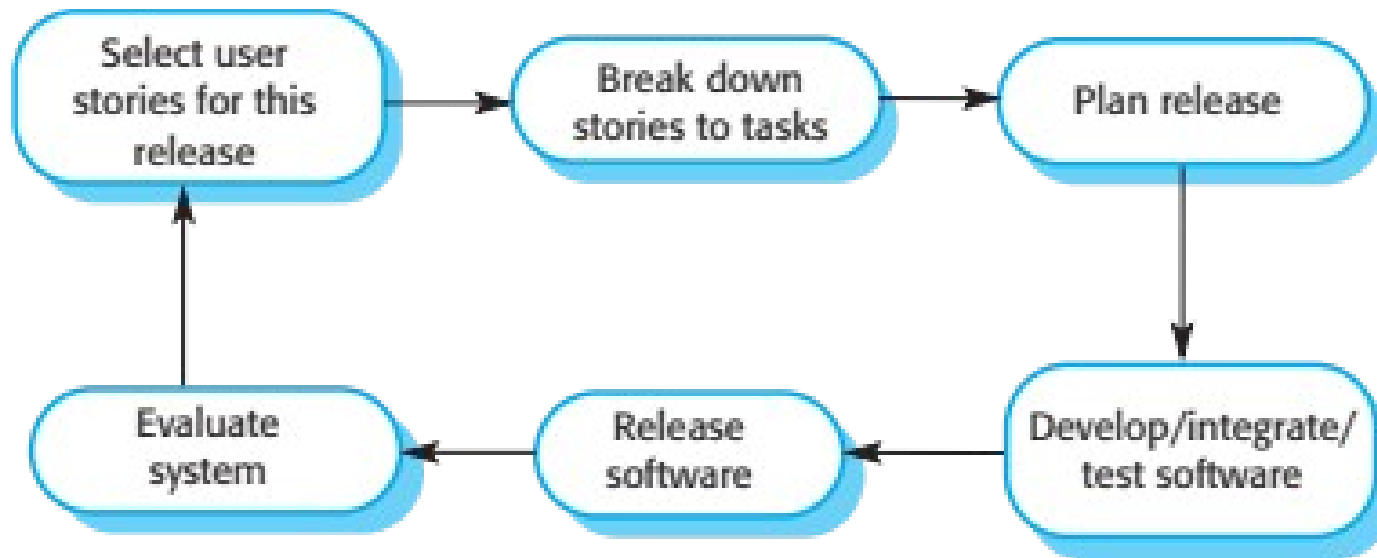 Select user
stories for this
release
Break down
stories to tasks
Plan release
Develop/integrate/
test software
Release
software
Evaluate
system